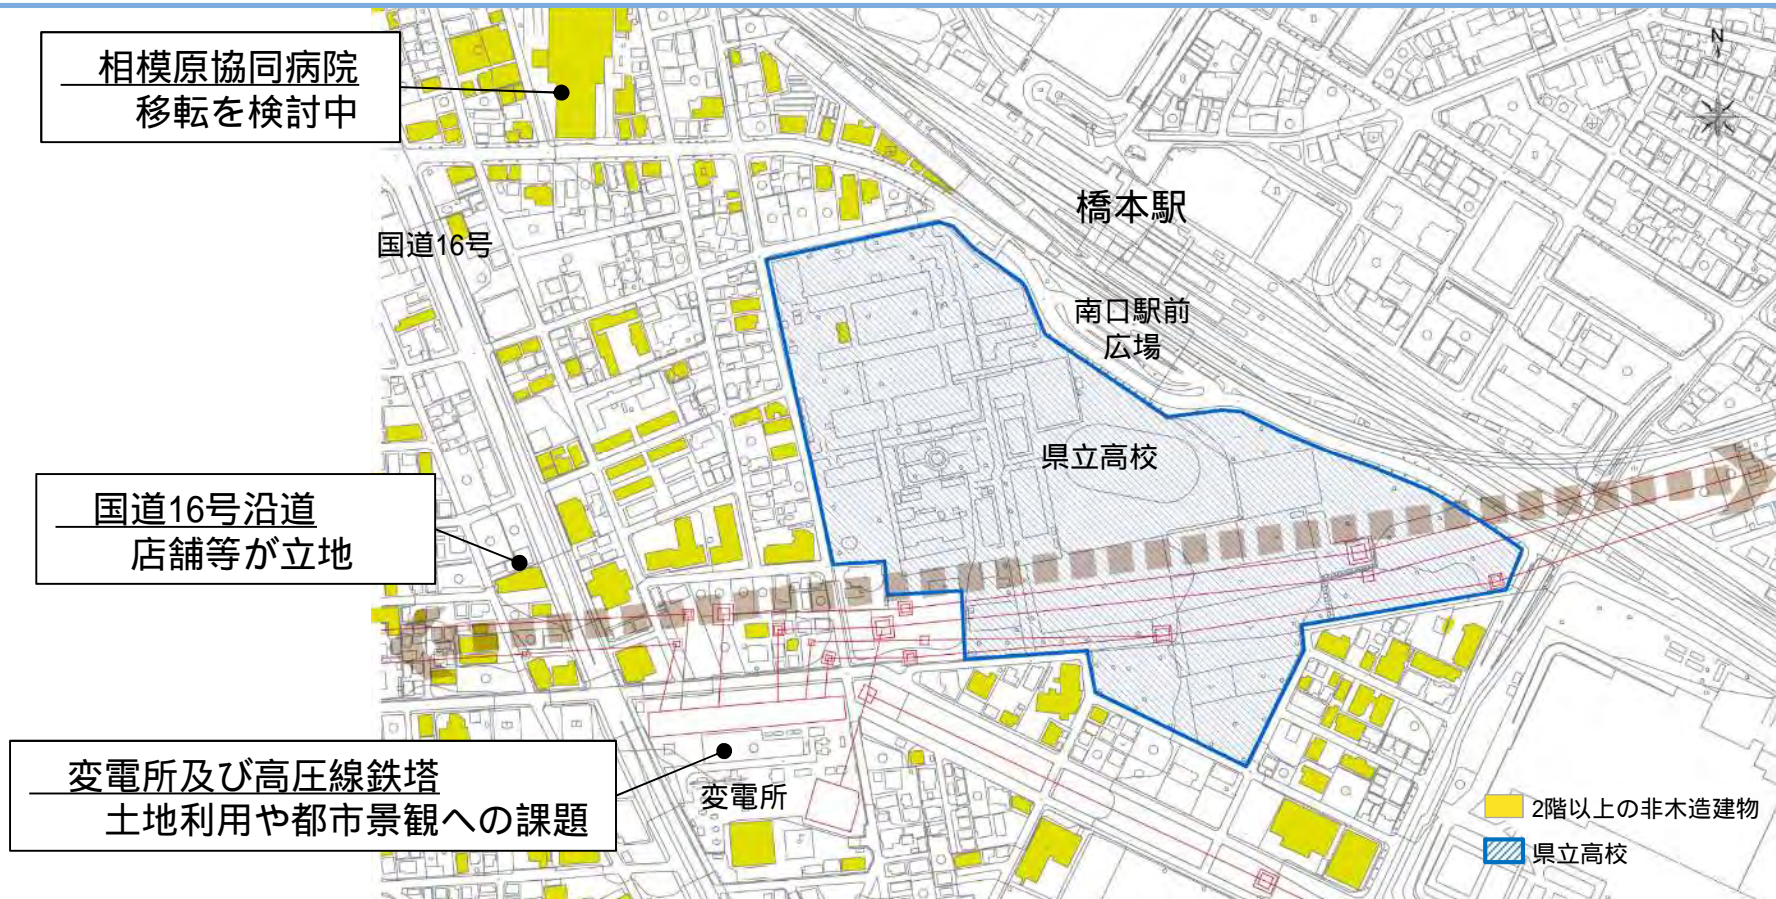 相模原協同病院
移転を検討中
N
橋本駅
国道16号
南口駅前
広場
県立高校
国道16号沿道
店舗等が立地
変電所及び高圧線鉄塔
土地利用や都市景観への課題
変電所
2階以上の非木造建物
県立高校